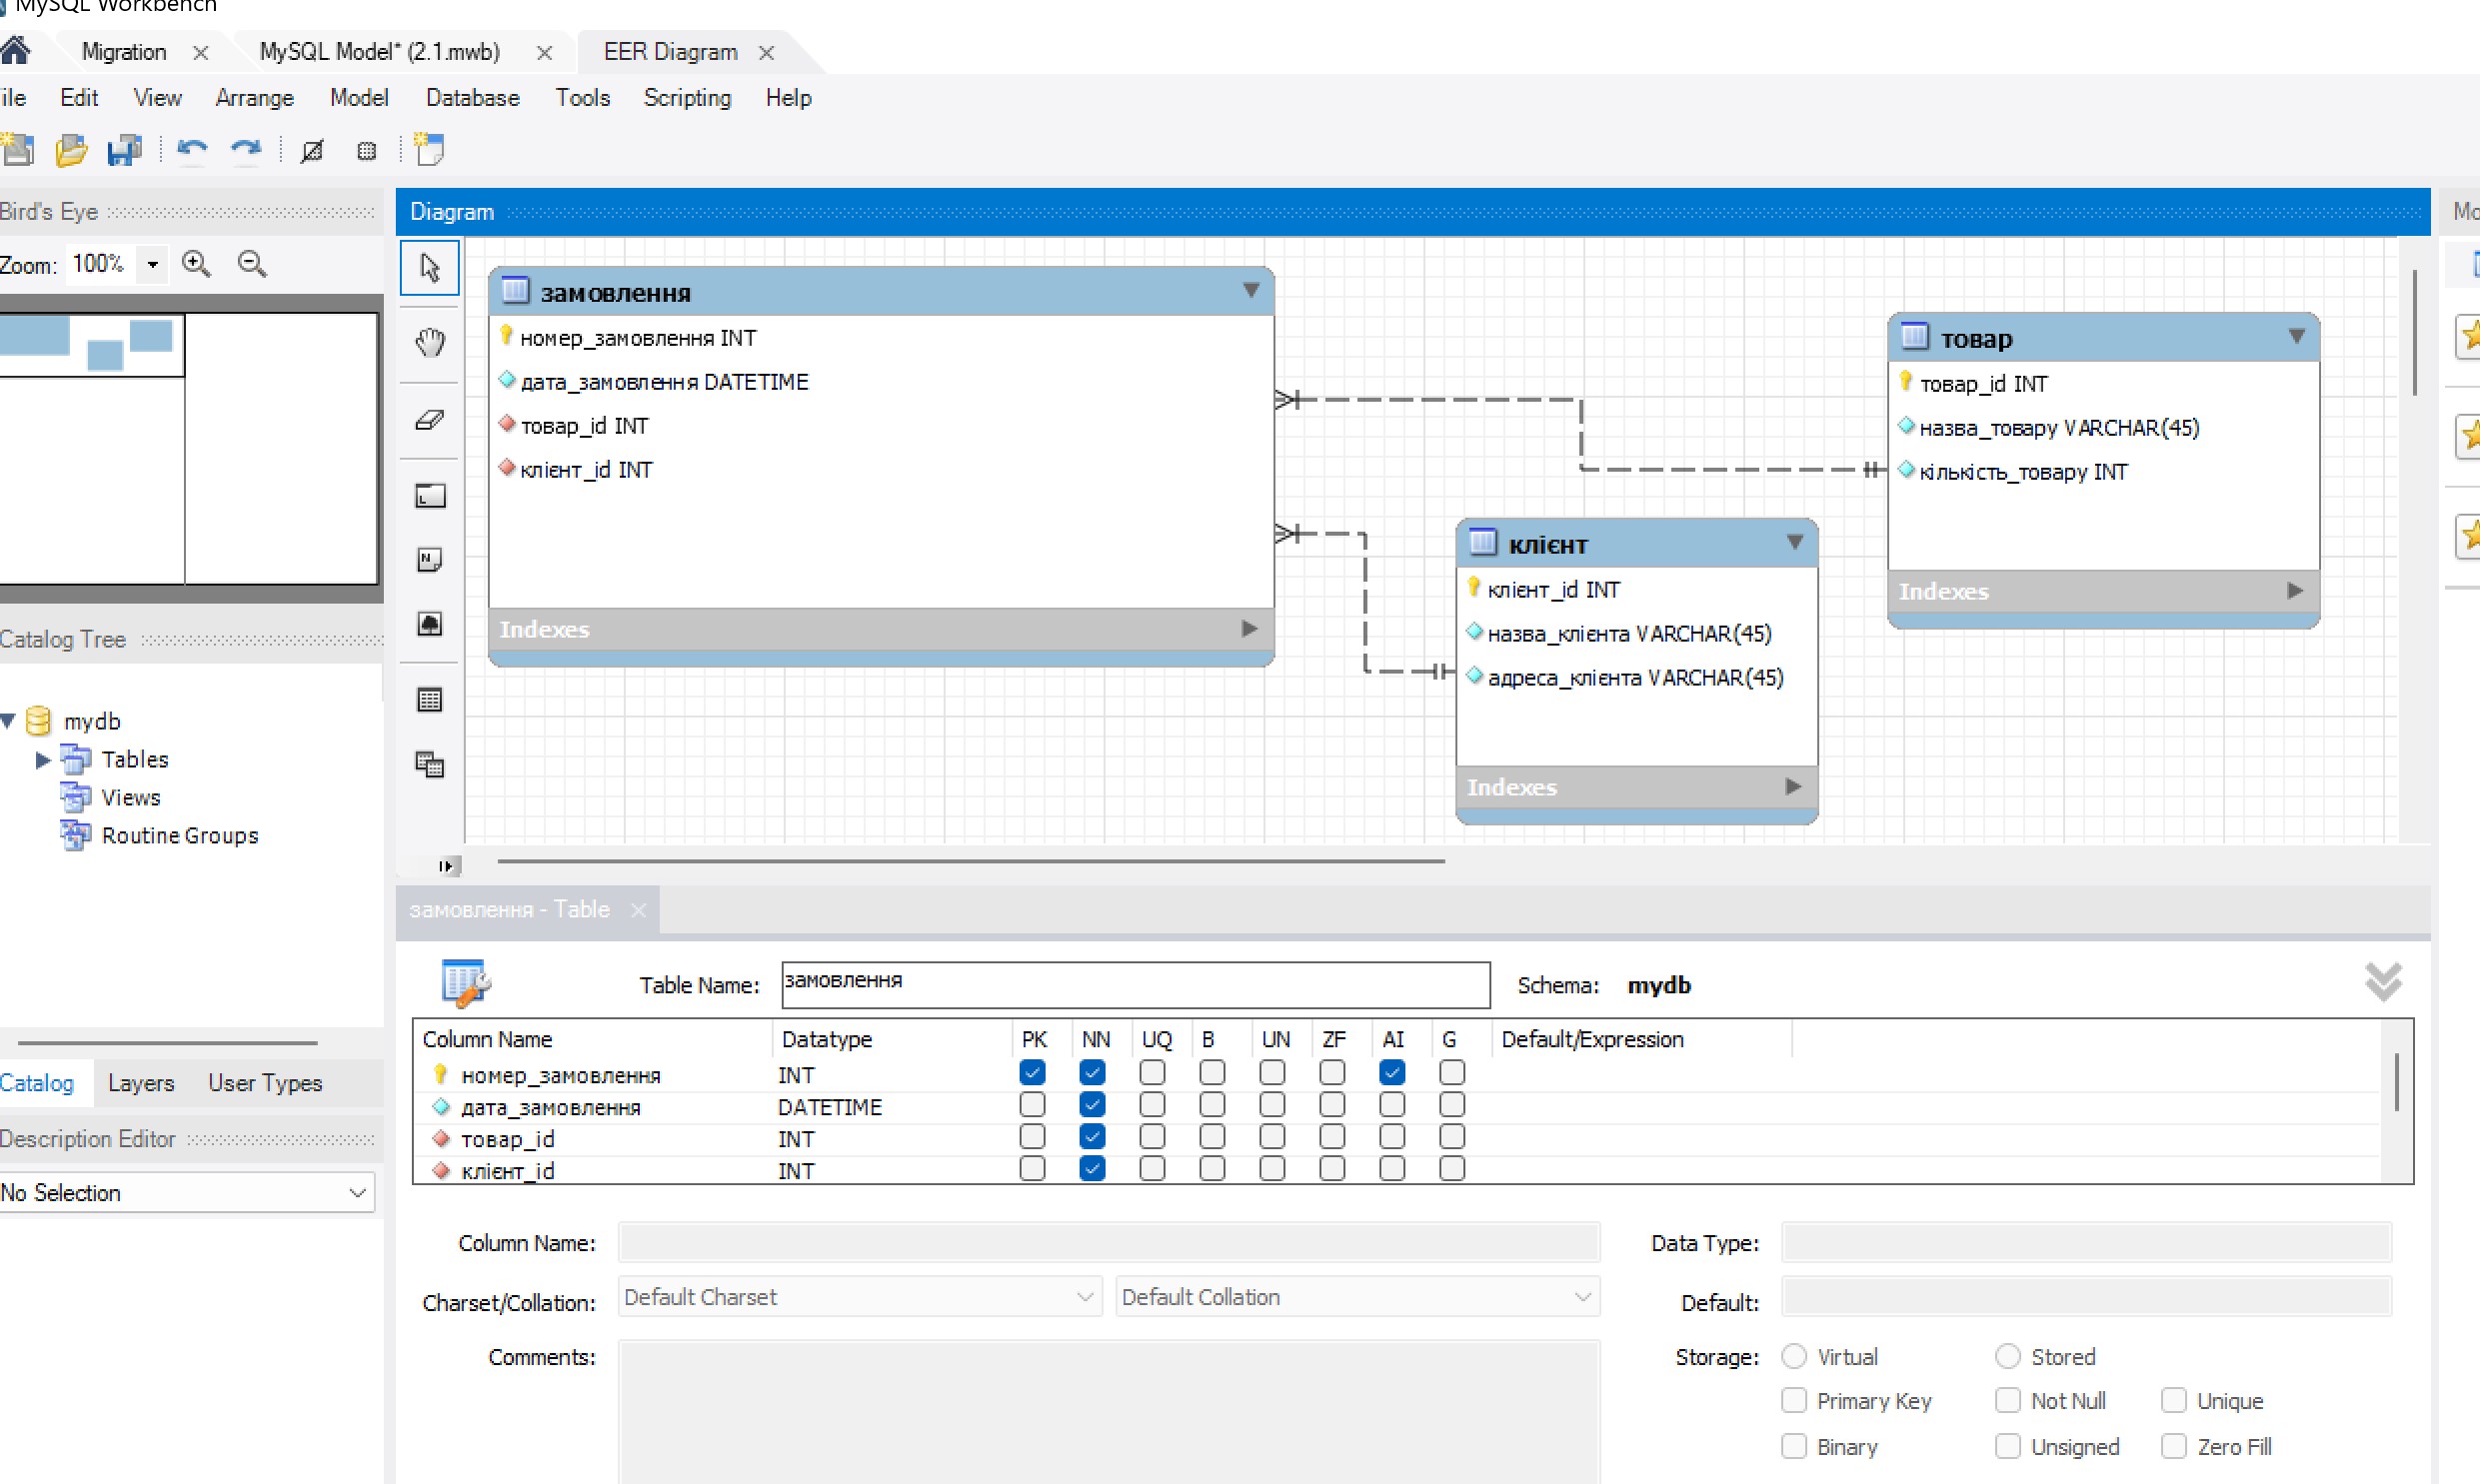 MySQL Workbench
Migration
MySQL Model* (2.1.mwb)
EER Diagram
ile Edit View Arrange Model Database Tools Scripting Help
Bird's Eye
Zoom: 100%
Diagram
Mo
замовлення
номер_замовлення INT
дата_замовлення DATETIME
товар_id INT
клієнт_id INT
Indexes
товар
товар_id INT
назва_товару VARCHAR(45)
кількість_товару INT
Indexes
клієнт
клієнт_id INT
назва_клієнта VARCHAR(45)
адреса_клієнта VARCHAR(45)
Indexes
Catalog Tree
mydb
Tables
Views
Routine Groups
Catalog Layers User Types
Description Editor
No Selection
замовлення - Table
Table Name: замовлення Schema: mydb
Column Name Datatype PK NN UQ B UN ZF AI G Default/Expression
номер_замовлення INT
дата_замовлення DATETIME
товар_id INT
клієнт_id INT
Column Name: Data Type:
Charset/Collation: Default Charset Default Collation Default:
Comments: Storage: Virtual Stored
Primary Key Not Null Unique
Binary Unsigned Zero Fill